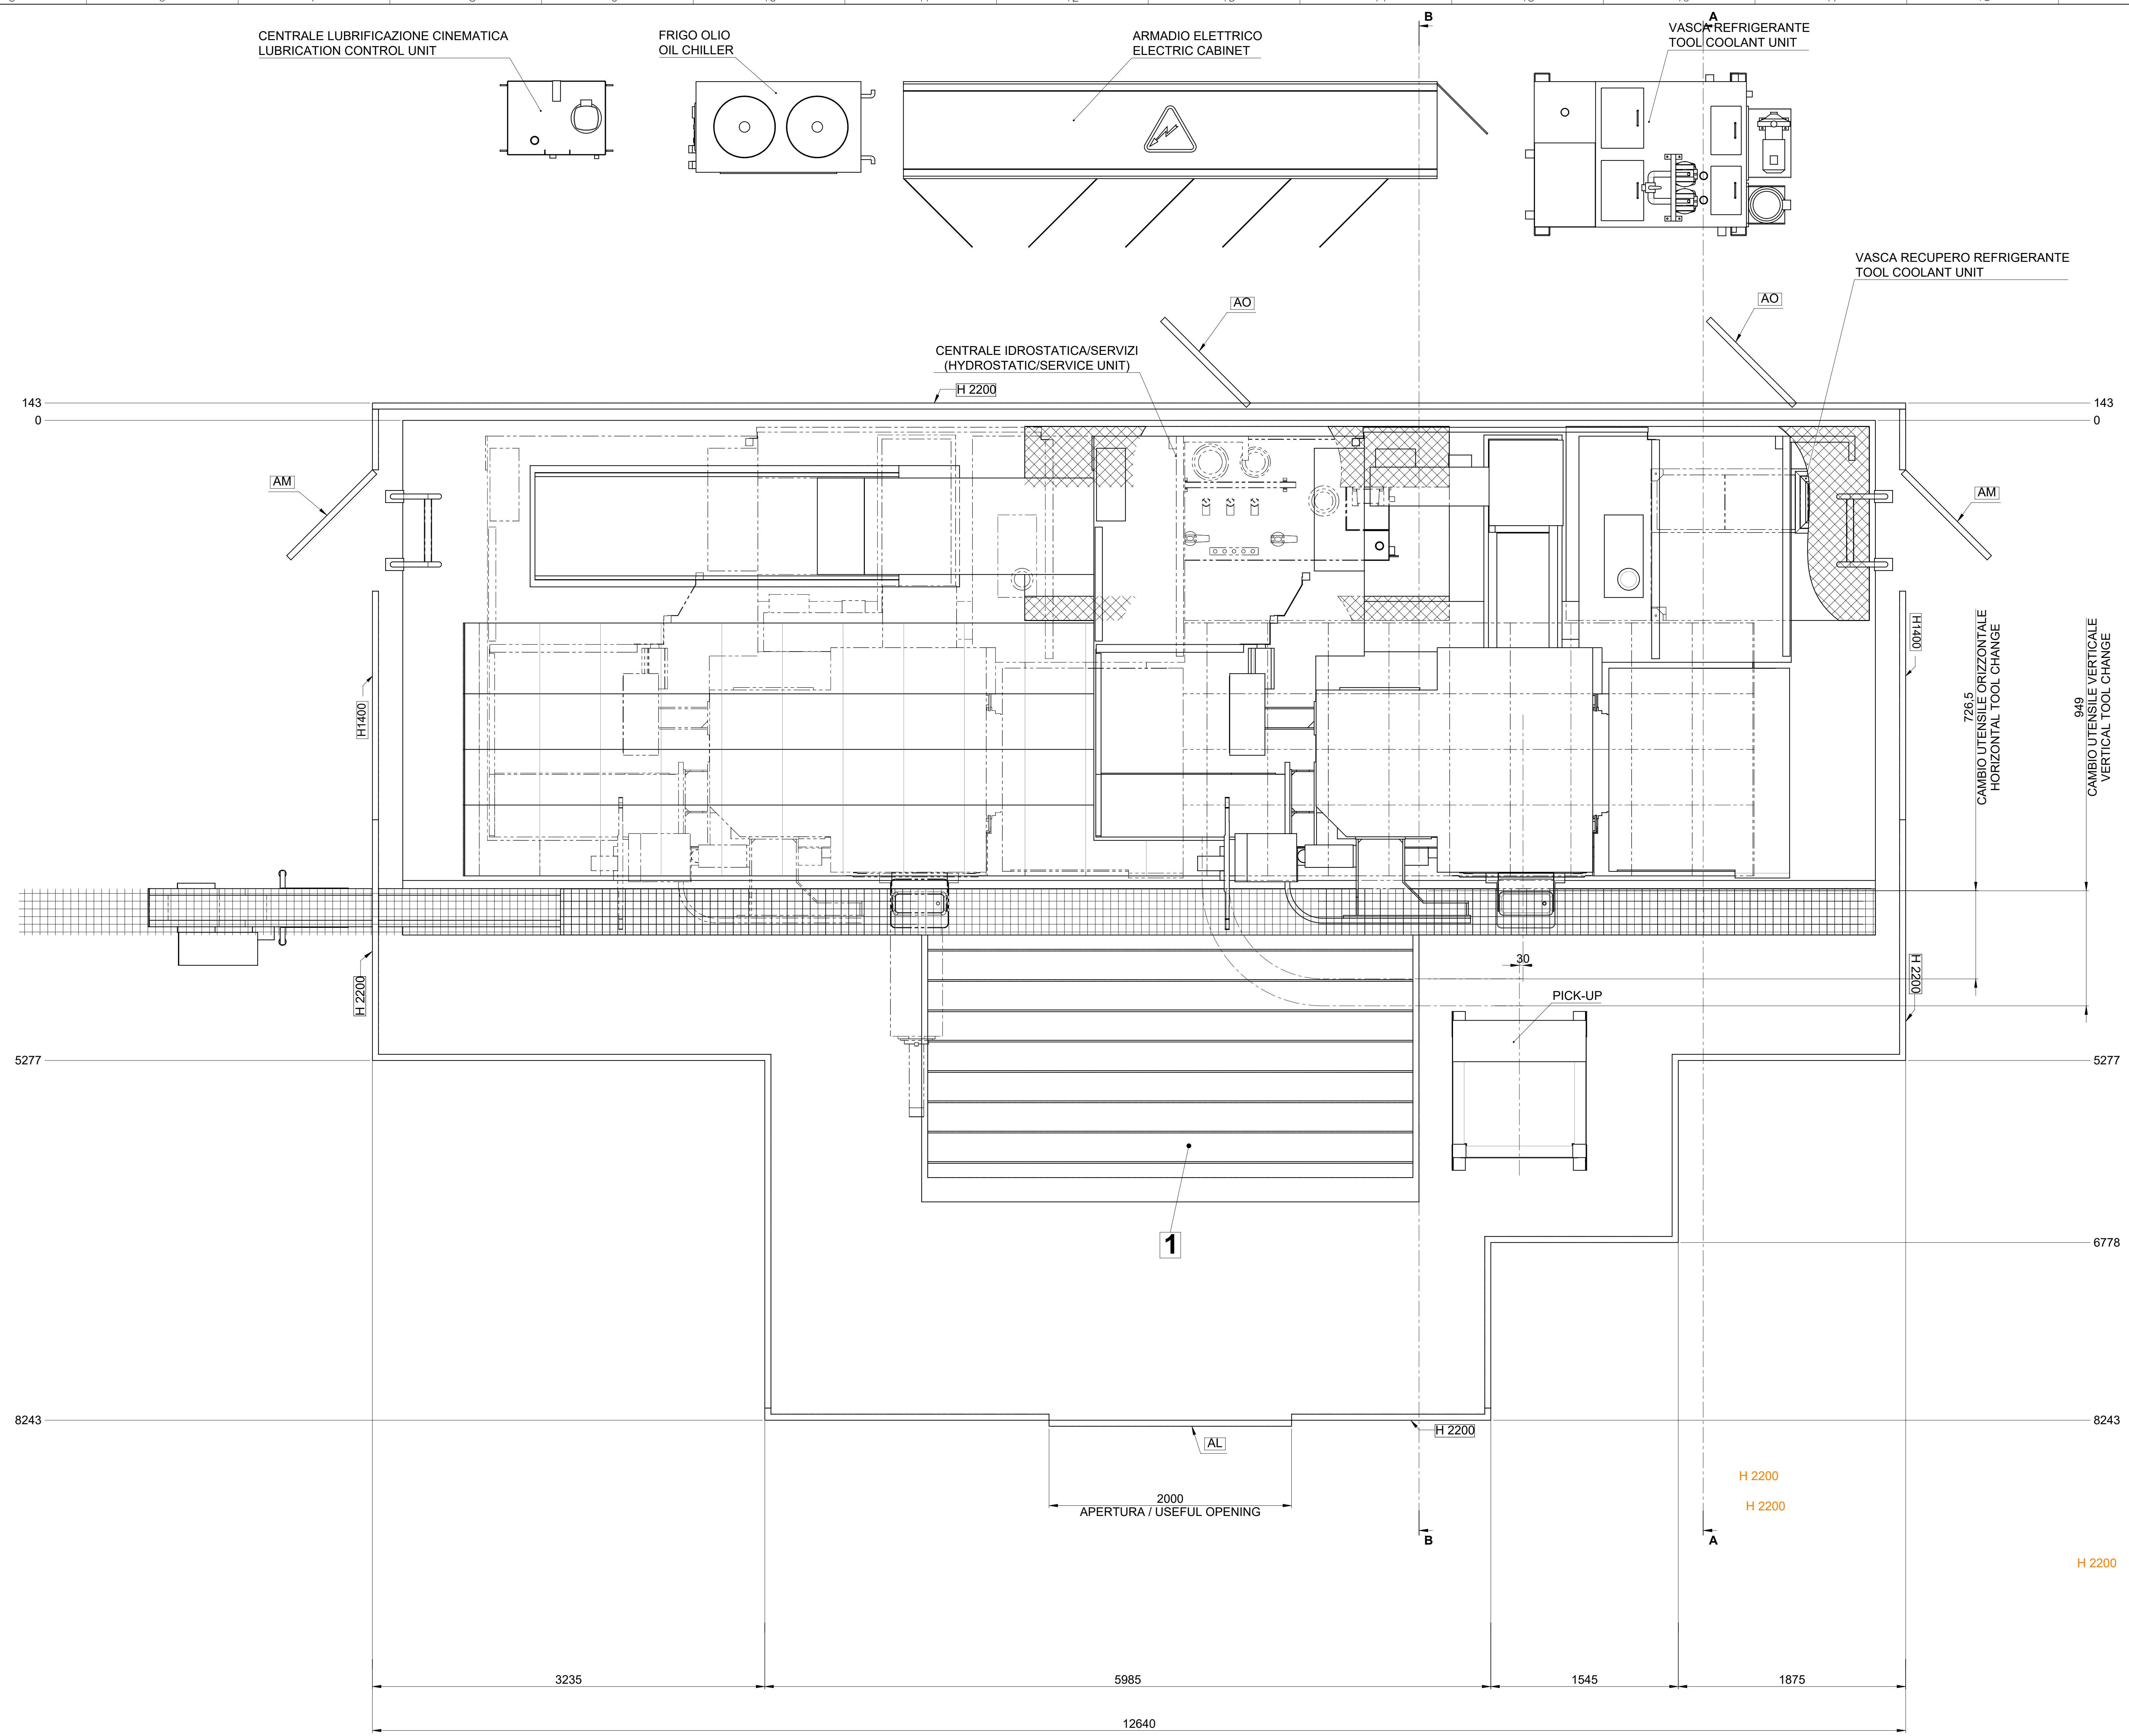 B
A
CENTRALE LUBRIFICAZIONE CINEMATICA
LUBRICATION CONTROL UNIT
FRIGO OLIO
OIL CHILLER
ARMADIO ELETTRICO
ELECTRIC CABINET
VASCA REFRIGERANTE
TOOL COOLANT UNIT
VASCA RECUPERO REFRIGERANTE
TOOL COOLANT UNIT
AO
AO
CENTRALE IDROSTATICA/SERVIZI
(HYDROSTATIC/SERVICE UNIT)
H 2200
143
143
0
0
AM
AM
H1400
H1400
726,5
CAMBIO UTENSILE ORIZZONTALE
HORIZONTAL TOOL CHANGE
949
CAMBIO UTENSILE VERTICALE
VERTICAL TOOL CHANGE
H 2200
30
H 2200
PICK-UP
5277
5277
1
6778
8243
8243
H 2200
AL
2000
APERTURA / USEFUL OPENING
H 2200
H 2200
B
A
H 2200
3235
5985
1545
1875
12640